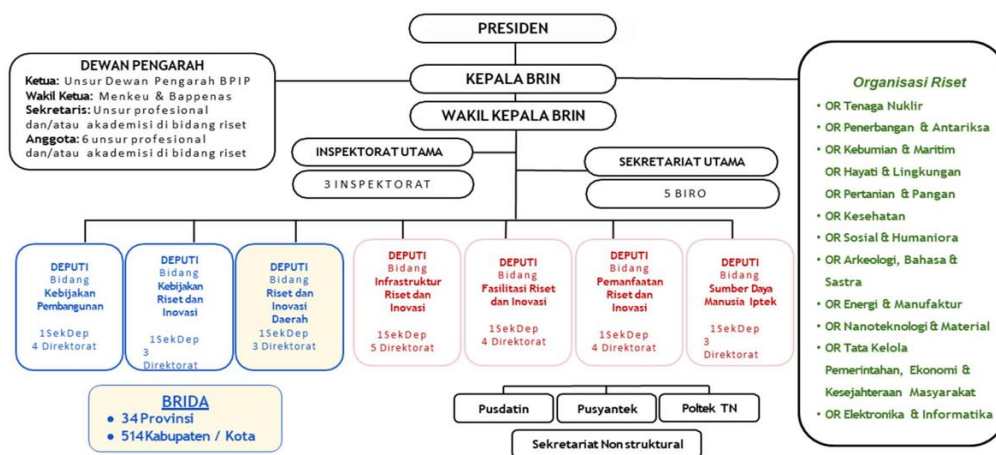 PRESIDEN
DEWAN PENGARAH
Ketua: Unsur Dewan Pengarah BPIP
Wakil Ketua: Menkeu & Bappenas
Sekretaris: Unsur profesional
dan/atau akademisi di bidang riset
Anggota: 6 unsur profesional
dan/atau akademisi di bidang riset
KEPALA BRIN
WAKIL KEPALA BRIN
INSPEKTORAT UTAMA
3 INSPEKTORAT
SEKRETARIAT UTAMA
5 BIRO
DEPUTI
Bidang
Kebijakan
Pembangunan
1SekDep
4 Direktorat
DEPUTI
Bidang
Kebijakan
Riset dan
Inovasi
1SekDep
3
Direktorat
DEPUTI
Bidang
Riset dan
Inovasi
Daerah
1SekDep
3 Direktorat
DEPUTI
Bidang
Infrastruktur
Riset dan
Inovasi
1SekDep
5 Direktorat
DEPUTI
Bidang
Fasilitasi Riset
dan Inovasi
1SekDep
4 Direktorat
DEPUTI
Bidang
Pemanfaatan
Riset dan
Inovasi
1SekDep
4 Direktorat
DEPUTI
Bidang
Sumber Daya
Manusia Iptek
1SekDep
3
Direktorat
BRIDA
• 34 Provinsi
• 514 Kabupaten / Kota
Pusdatin
Pusyantek
Poltek TN
Sekretariat Non struktural
Organisasi Riset
• OR Tenaga Nuklir
• OR Penerbangan & Antariksa
• OR Kebumian & Maritim
OR Hayati & Lingkungan
OR Pertanian & Pangan
• OR Kesehatan
• OR Sosial & Humaniora
• OR Arkeologi, Bahasa &
Sastra
• OR Energi & Manufaktur
• OR Nanoteknologi & Material
• OR Tata Kelola
Pemerintahan, Ekonomi &
Kesejahteraan Masyarakat
• OR Elektronika & Informatika